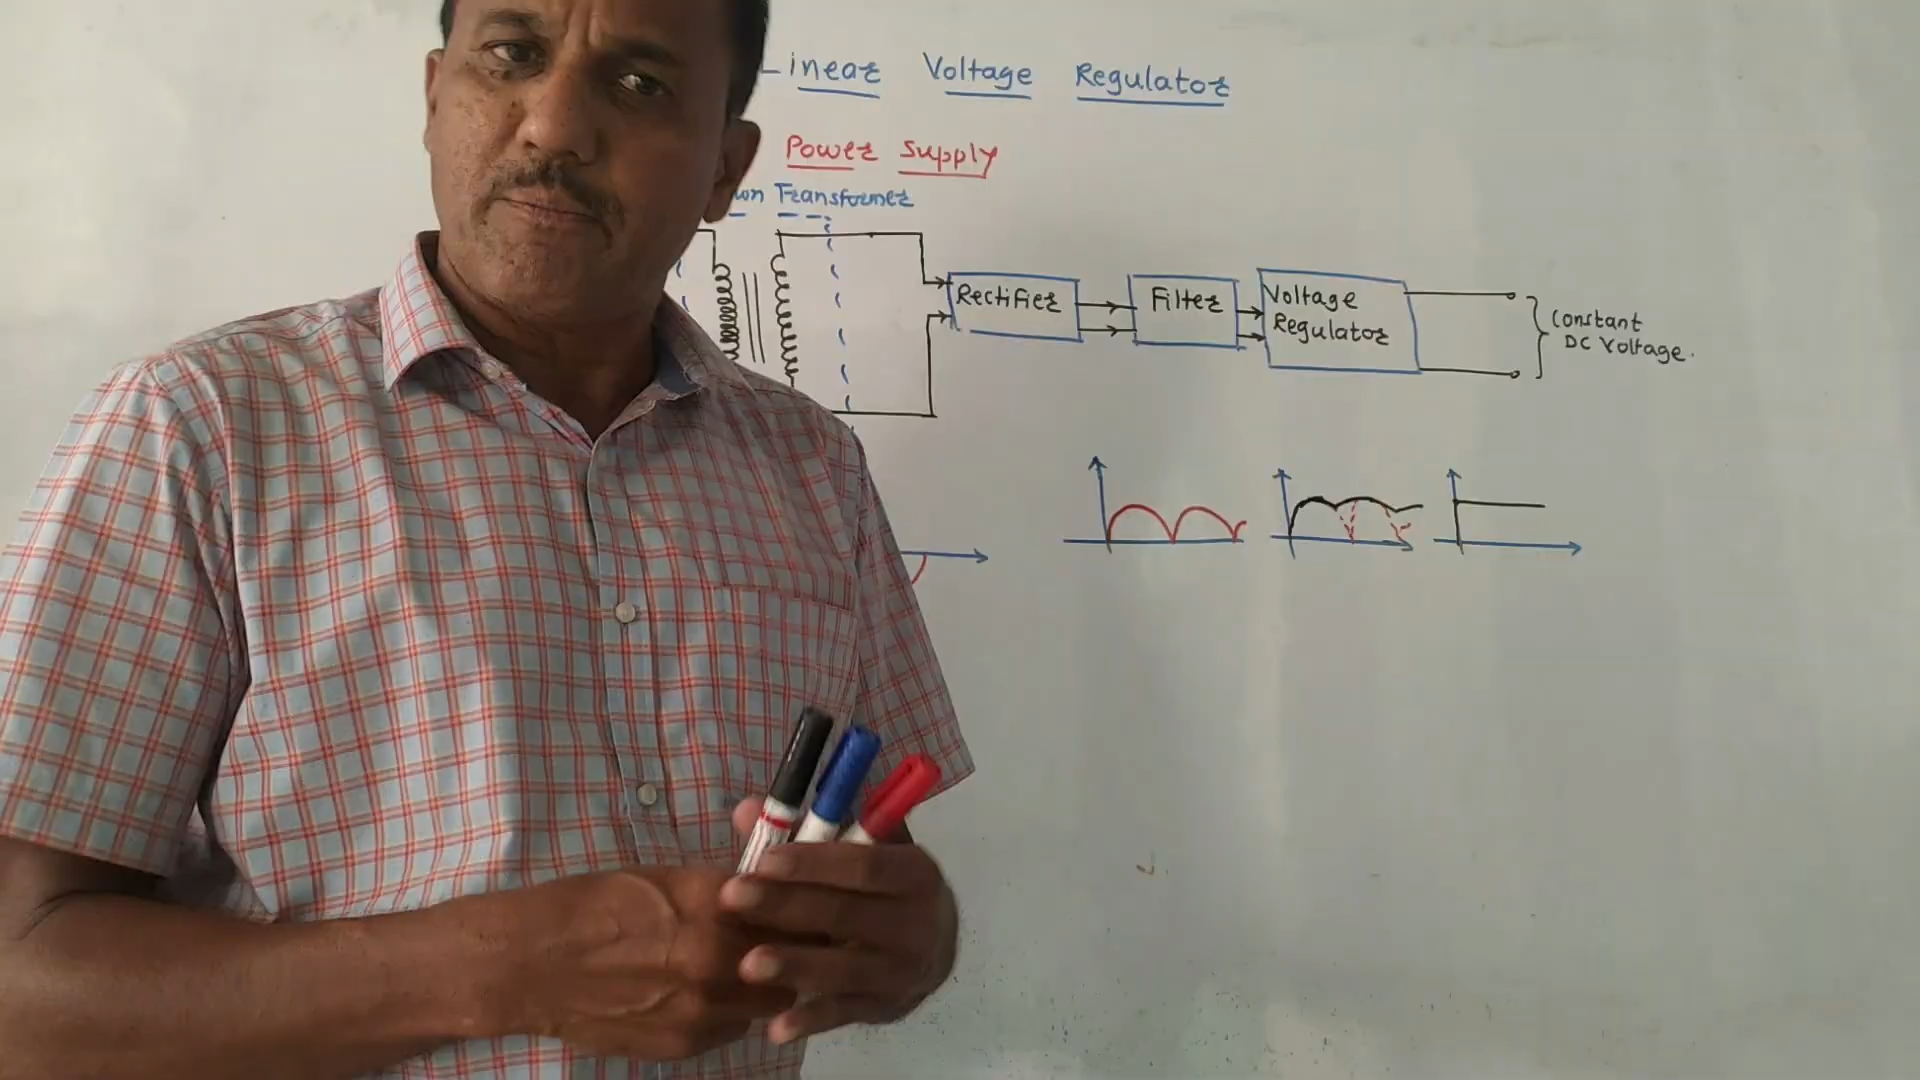 Linear Voltage Regulator
Power Supply
Transformer
Rectifier
Filter
Voltage
Regulator
Constant
DC Voltage.